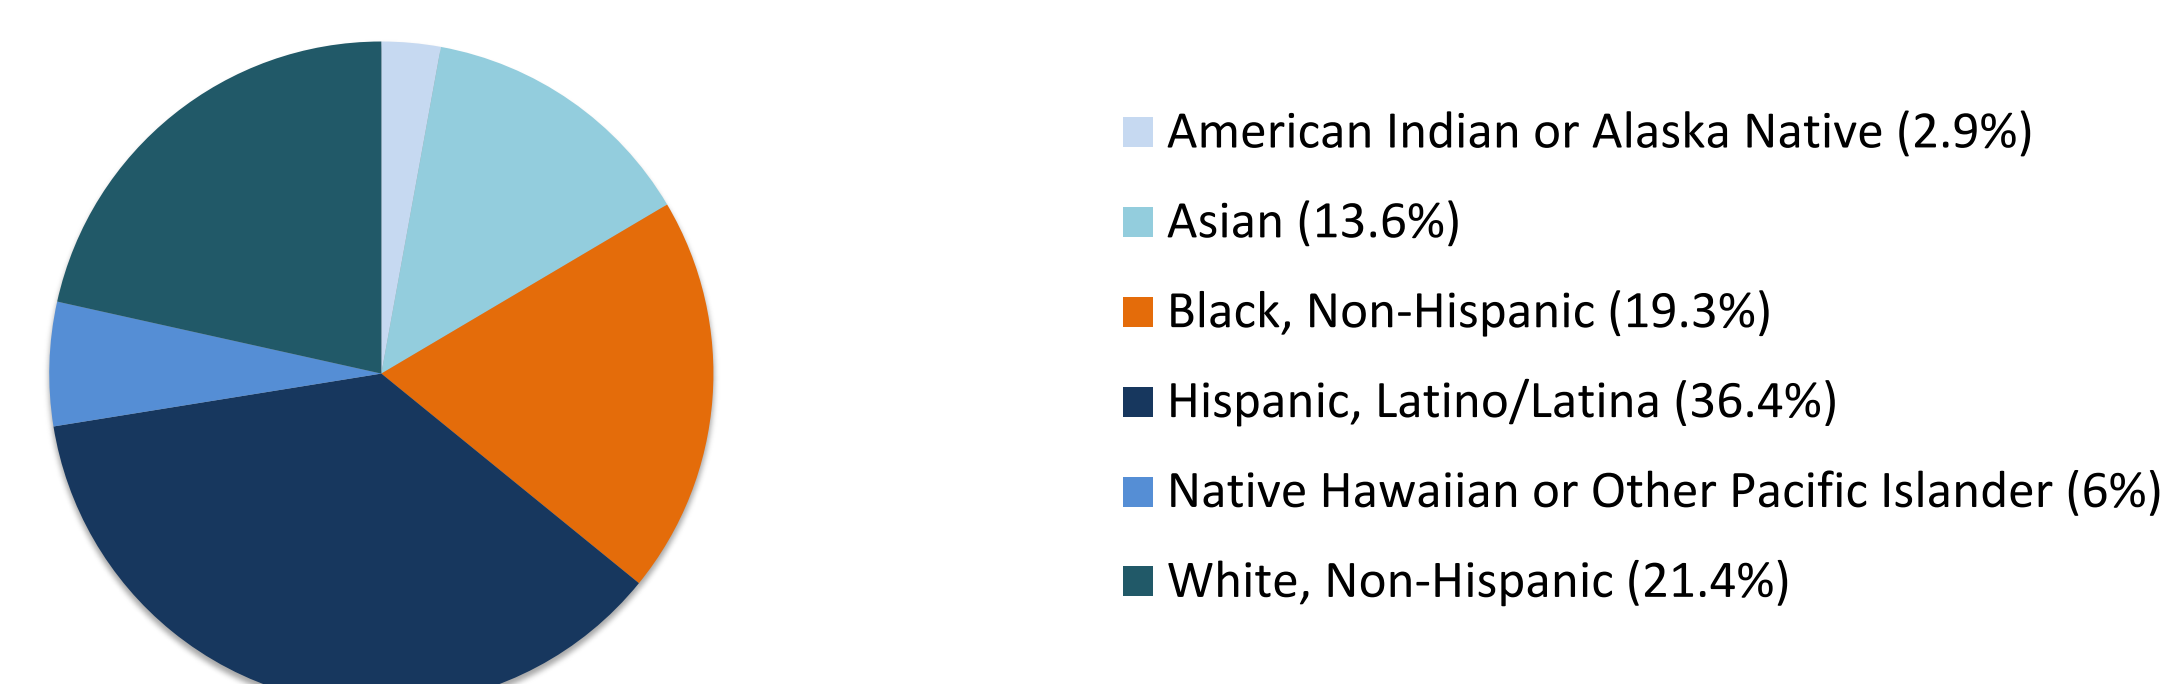 American Indian or Alaska Native (2.9%)
Asian (13.6%)
Black, Non-Hispanic (19.3%)
Hispanic, Latino/Latina (36.4%)
Native Hawaiian or Other Pacific Islander (6%)
White, Non-Hispanic (21.4%)